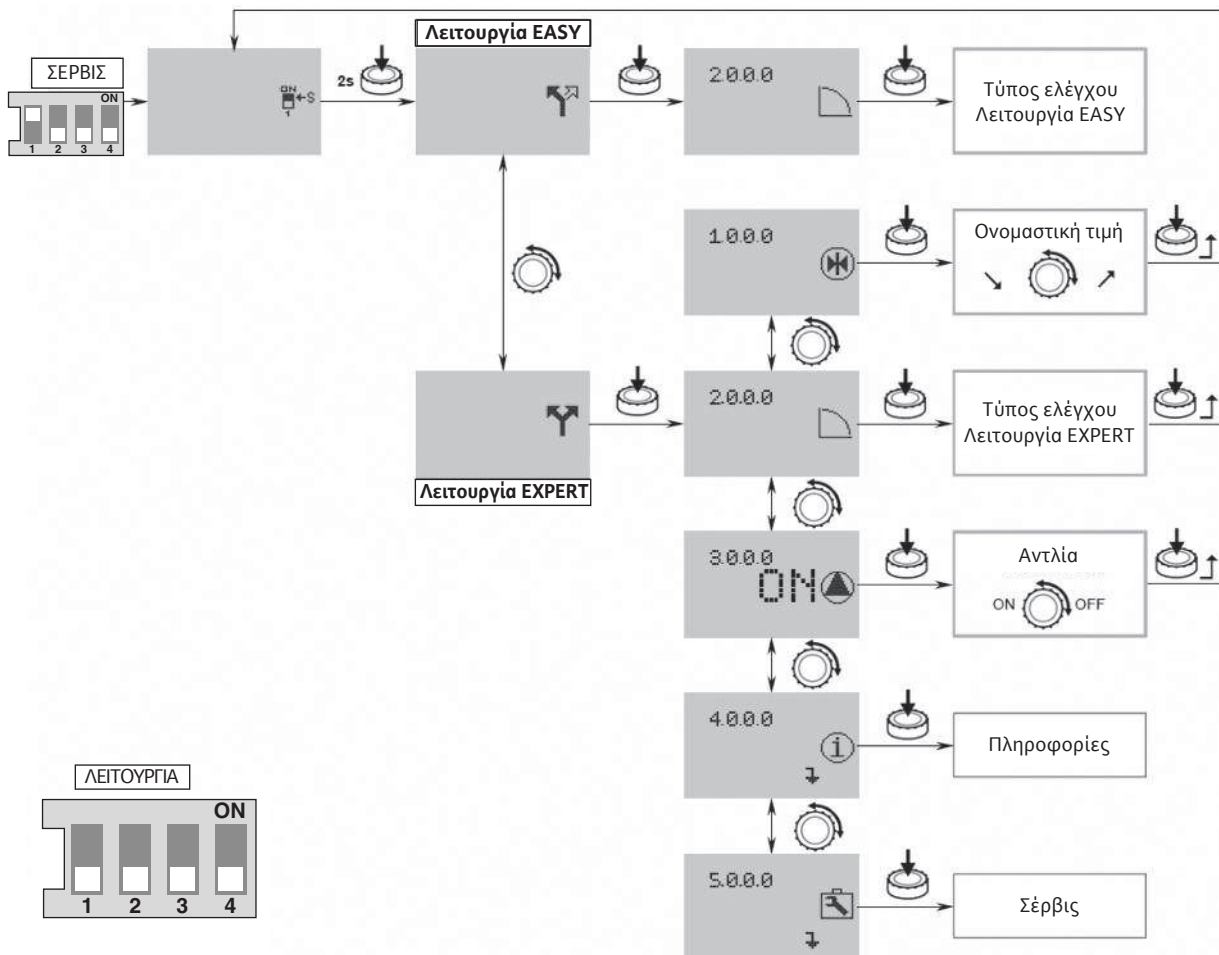 Λειτουργία EASY
ΣΕΡΒΙΣ
ON
1 2 3 4
ON
S
1
2s
2.0.0.0
Τύπος ελέγχου
Λειτουργία EASY
1.0.0.0
Ονομαστική τιμή
2.0.0.0
Τύπος ελέγχου
Λειτουργία EXPERT
Λειτουργία EXPERT
3.0.0.0
ON
Αντλία
ON OFF
4.0.0.0
i
Πληροφορίες
ΛΕΙΤΟΥΡΓΙΑ
ON
1 2 3 4
5.0.0.0
Σέρβις